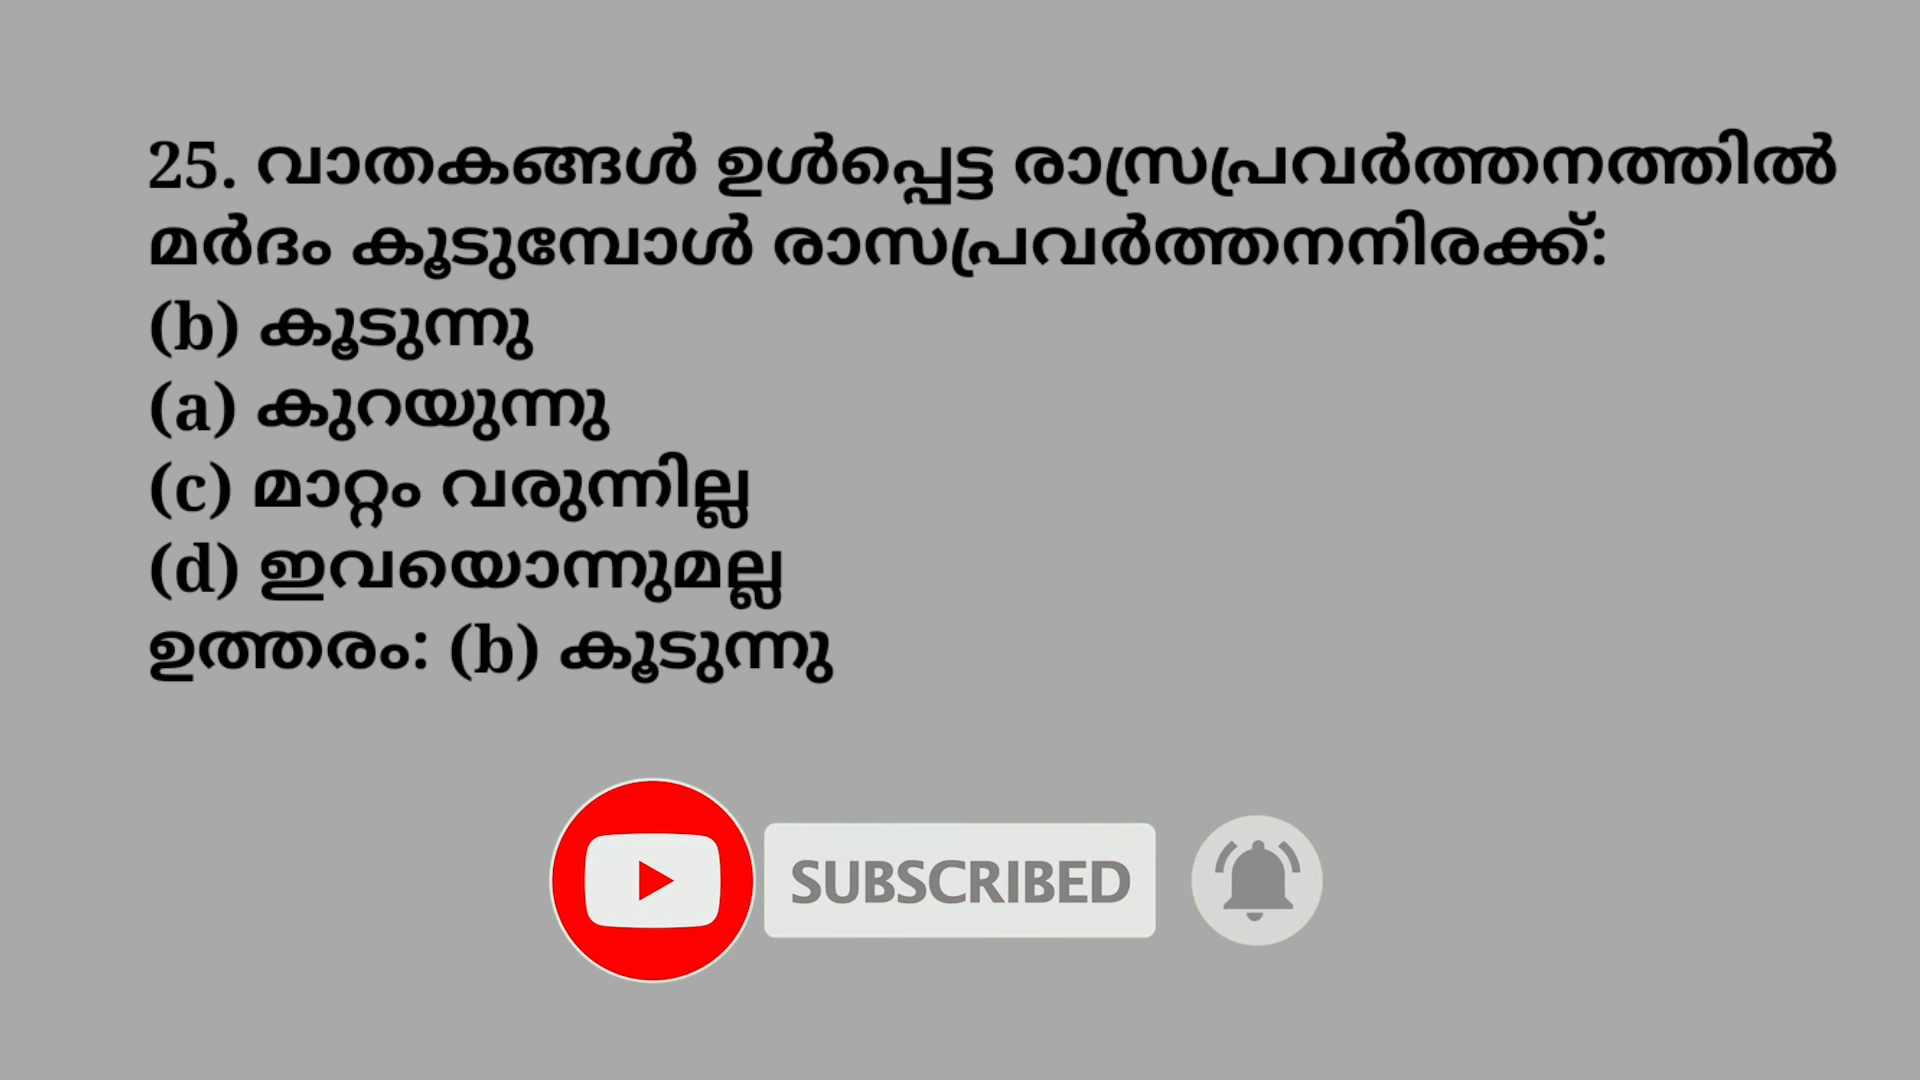 25. വാതകങ്ങൾ ഉൾപ്പെട്ട രാസ്രപ്രവർത്തനത്തിൽ
മർദം കൂടുമ്പോൾ രാസപ്രവർത്തനനിരക്ക്:
(b) കൂടുന്നു
(a) കുറയുന്നു
(c) മാറ്റം വരുന്നില്ല
(d) ഇവയൊന്നുമല്ല
ഉത്തരം: (b) കൂടുന്നു
SUBSCRIBED